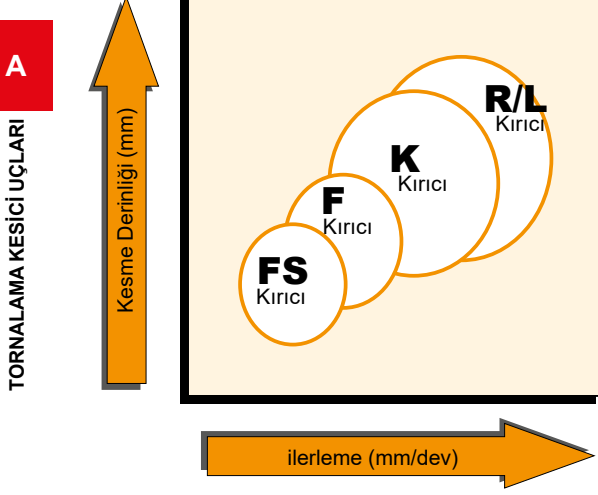 A
TORNALAMA KESİCİ UÇLARI
Kesme Derinliği (mm)
R/L
Kırıcı
K
Kırıcı
F
Kırıcı
FS
Kırıcı
ilerleme (mm/dev)